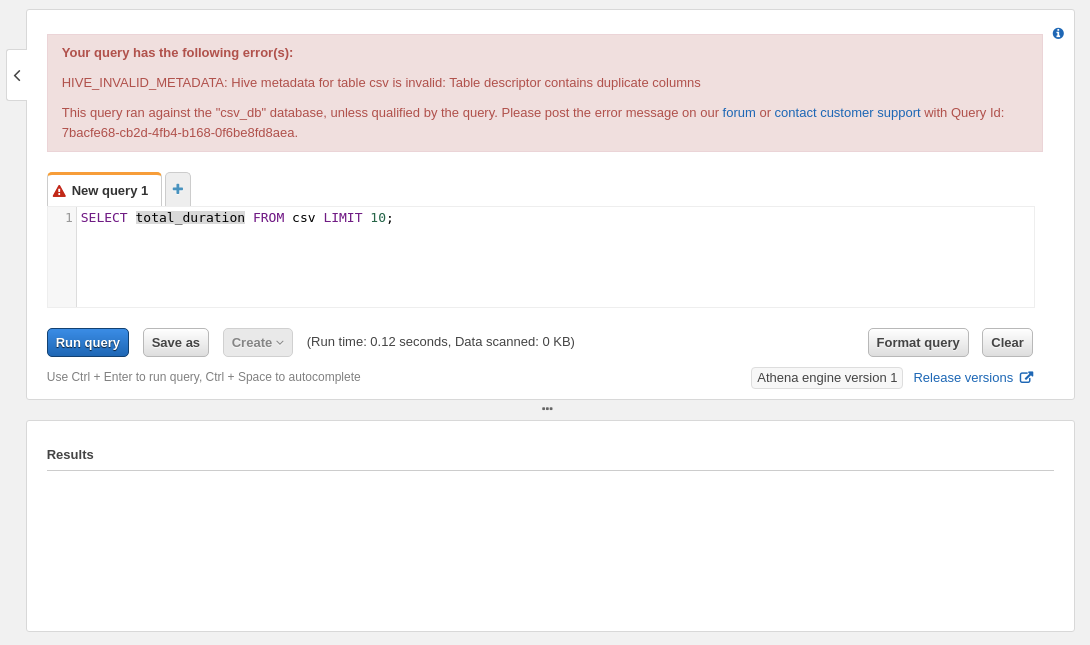 Your query has the following error(s):
HIVE_INVALID_METADATA: Hive metadata for table csv is invalid: Table descriptor contains duplicate columns
This query ran against the "csv_db" database, unless qualified by the query. Please post the error message on our forum or contact customer support with Query Id:
7bacfe68-cb2d-4fb4-b168-0f6be8fd8aea.
New query 1
1 SELECT total_duration FROM csv LIMIT 10;
Run query Save as Create (Run time: 0.12 seconds, Data scanned: 0 KB) Format query Clear
Use Ctrl + Enter to run query, Ctrl + Space to autocomplete Athena engine version 1 Release versions
Results